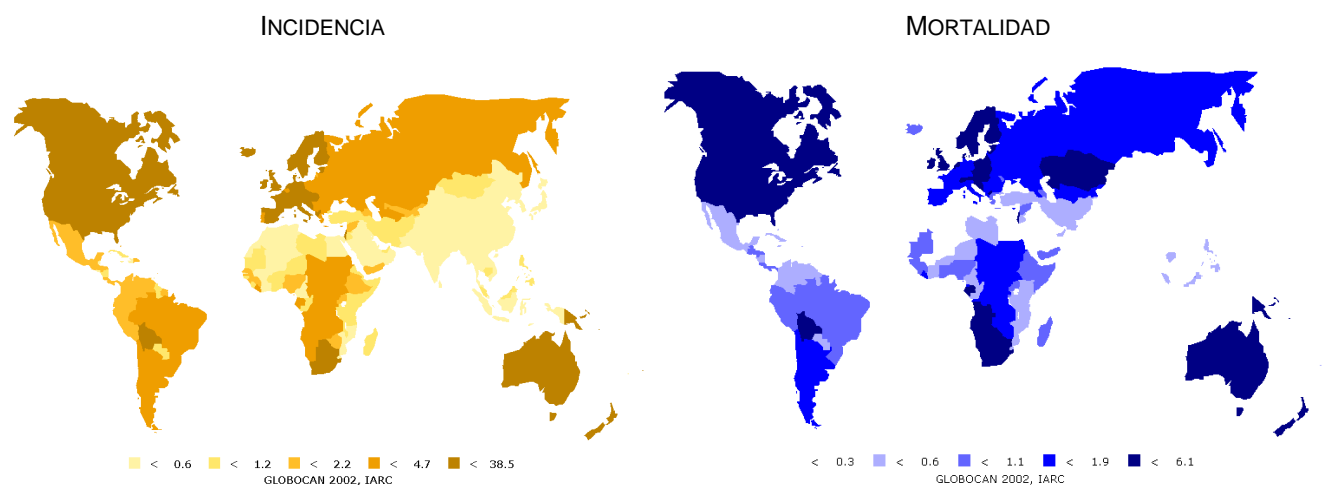 INCIDENCIA
< 0.6 < 1.2 < 2.2 < 4.7 < 38.5
GLOBOCAN 2002, IARC
MORTALIDAD
< 0.3 < 0.6 < 1.1 < 1.9 < 6.1
GLOBOCAN 2002, IARC